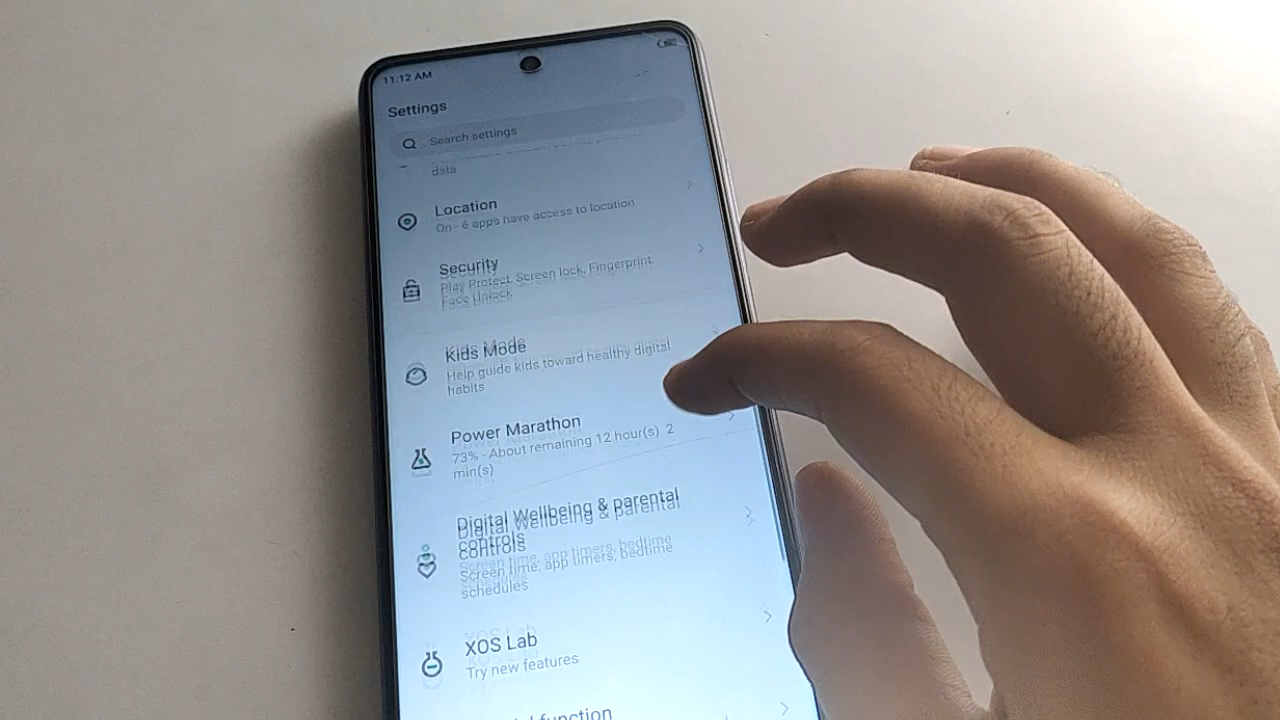 11:12 AM
Settings
Search settings
data
Location
On - 6 apps have access to location
Security
Play Protect, Screen lock, Fingerprint,
Face Unlock
Kids Mode
Help guide kids toward healthy digital
habits
Power Marathon
73% - About remaining 12 hour(s) 2
min(s)
Digital Wellbeing & parental
controls
Screen time, app timers, bedtime
schedules
XOS Lab
Try new features
function